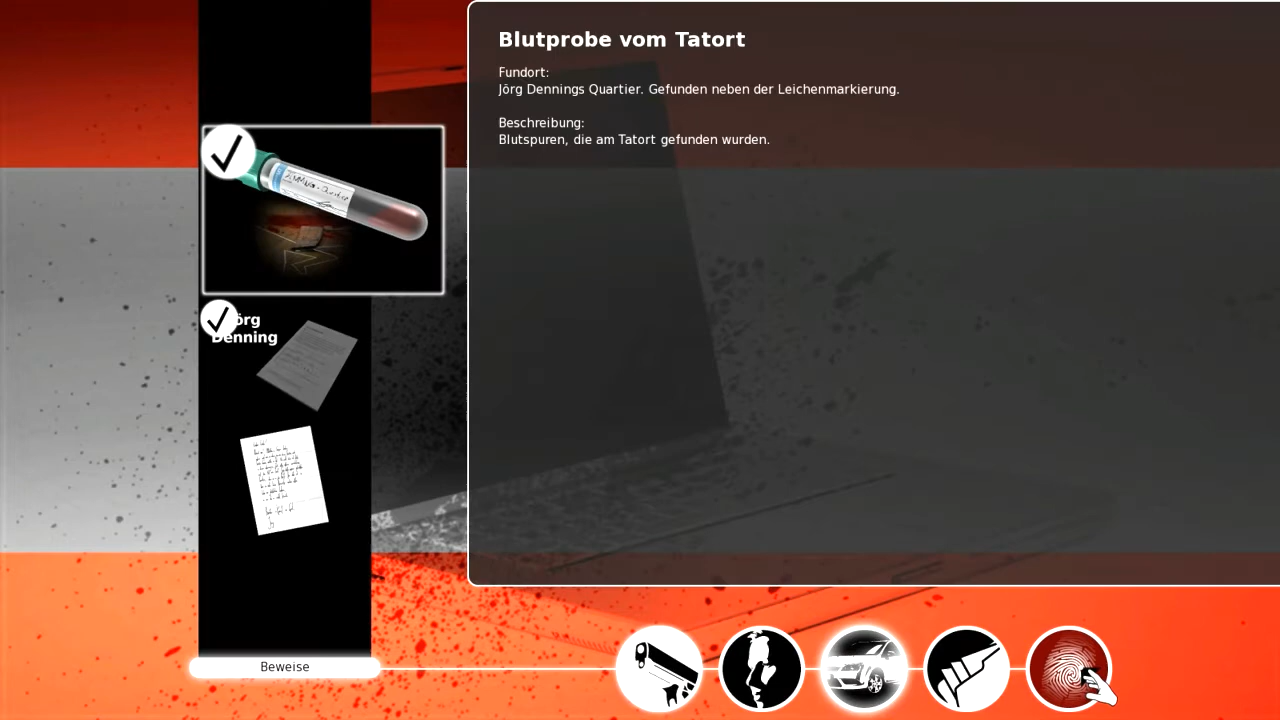 Blutprobe vom Tatort
Fundort:
Jörg Dennings Quartier. Gefunden neben der Leichenmarkierung.
Beschreibung:
Blutspuren, die am Tatort gefunden wurden.
Denning
Beweise